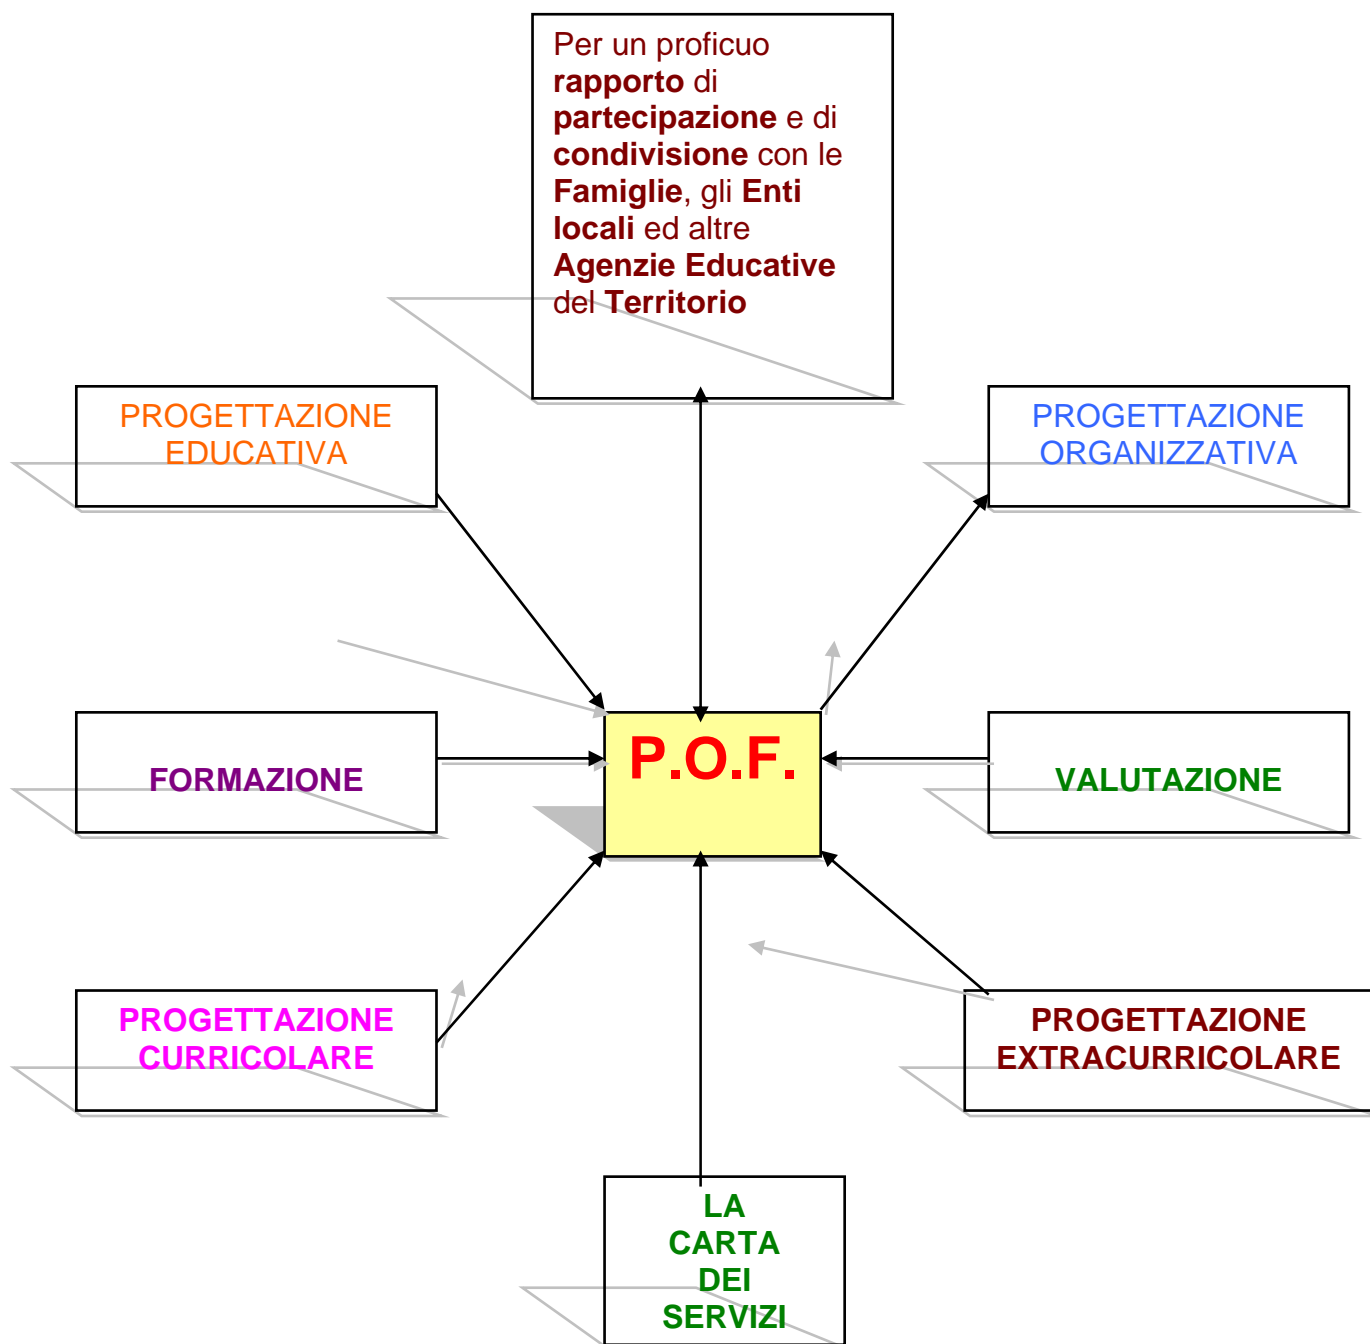 Per un proficuo
rapporto di
partecipazione e di
condivisione con le
Famiglie, gli Enti
locali ed altre
Agenzie Educative
del Territorio
PROGETTAZIONE
EDUCATIVA
PROGETTAZIONE
ORGANIZZATIVA
FORMAZIONE
P.O.F.
VALUTAZIONE
PROGETTAZIONE
CURRICOLARE
PROGETTAZIONE
EXTRACURRICOLARE
LA
CARTA
DEI
SERVIZI